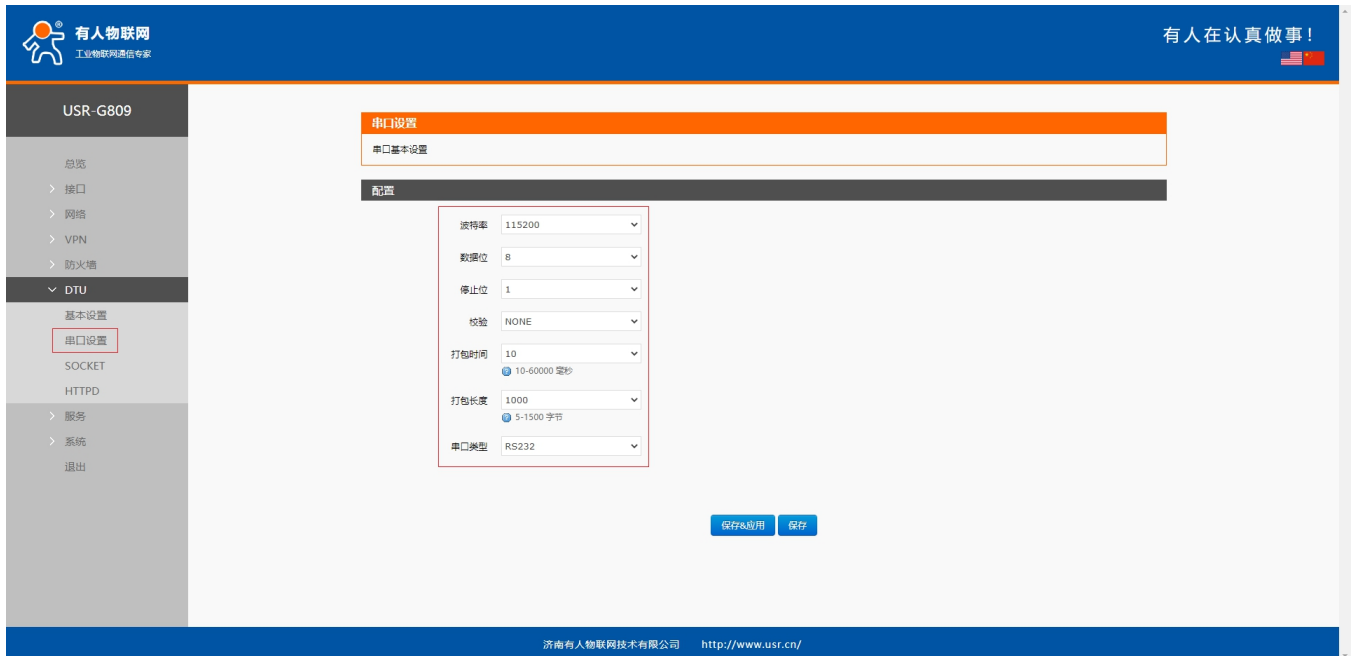 有人物联网
工业物联网通信专家
有人在认真做事!
USR-G809
总览
接口
网络
VPN
防火墙
DTU
基本设置
串口设置
SOCKET
HTTPD
服务
系统
退出
串口设置
串口基本设置
配置
波特率 115200
数据位 8
停止位 1
校验 NONE
打包时间 10
10-60000 毫秒
打包长度 1000
5-1500 字节
串口类型 RS232
保存&应用 保存
济南有人物联网技术有限公司 http://www.usr.cn/